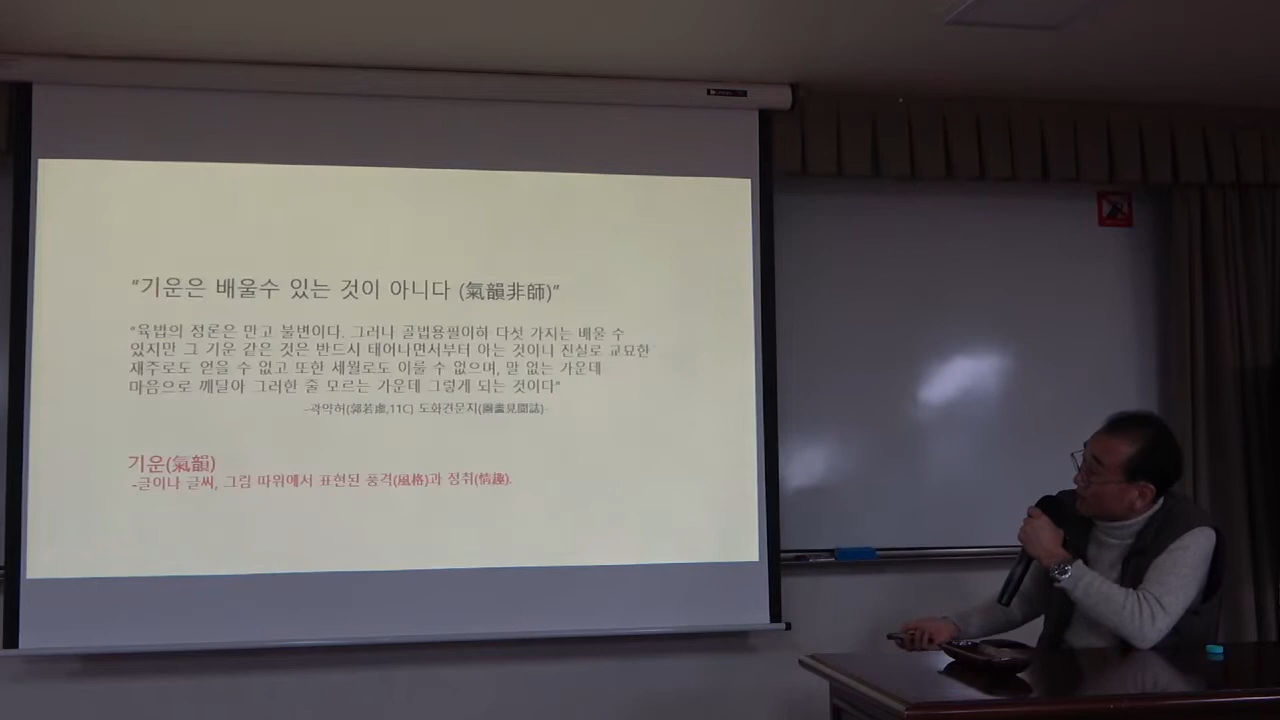 "기운은 배울수 있는 것이 아니다 (氣韻非師)"
"육법의 정론은 만고 불변이다. 그러나 골법용필이하 다섯 가지는 배울 수
있지만 그 기운 같은 것은 반드시 태어나면서부터 아는 것이니 진실로 교묘한
재주로도 얻을 수 없고 또한 세월로도 이룰 수 없으며, 말 없는 가운데
마음으로 깨달아 그러한 줄 모르는 가운데 그렇게 되는 것이다"
-곽약허(郭若虛,11C) 도화견문지(圖畵見聞誌)-
기운(氣韻)
-글이나 글씨, 그림 따위에서 표현된 풍격(風格)과 정취(情趣).